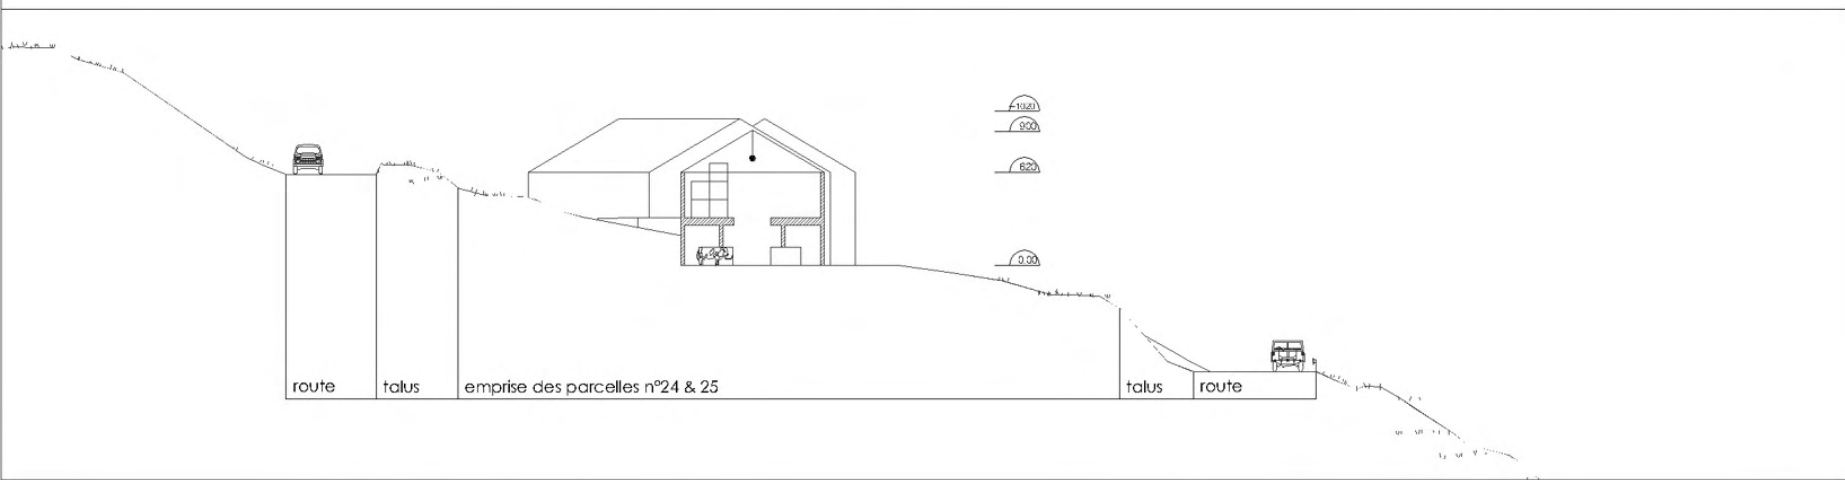 1020
900
620
0.00
route
talus
emprise des parcelles n°24 & 25
talus
route